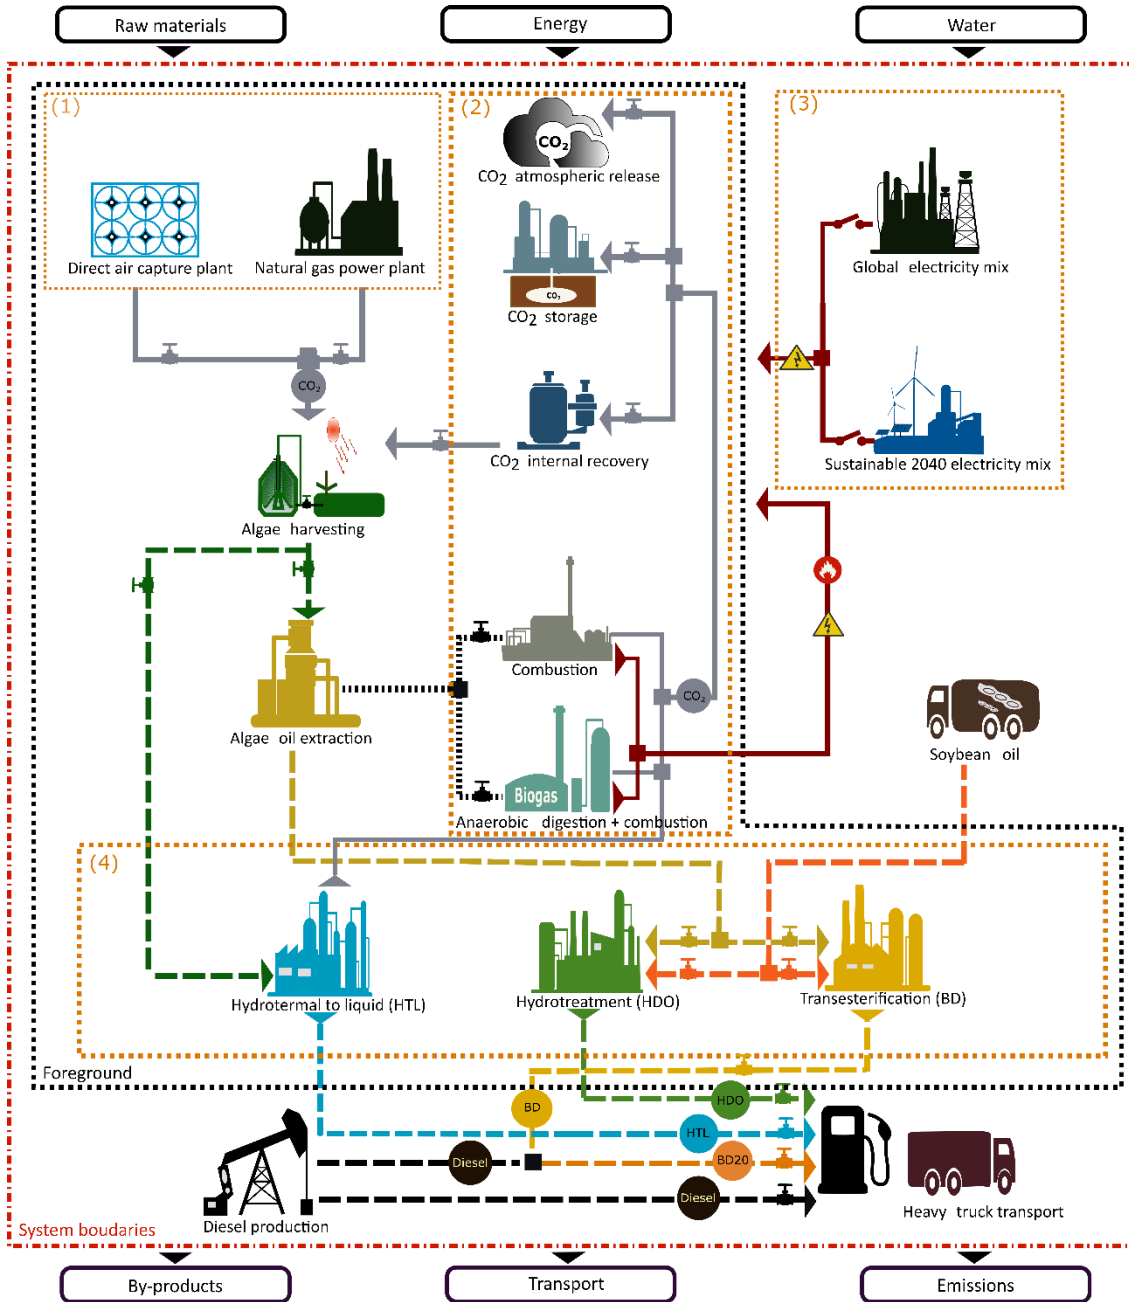 Raw materials
Energy
Water
(1)
(2)
(3)
CO2
CO2 atmospheric release
Direct air capture plant
Natural gas power plant
Global electricity mix
CO2
CO2 storage
CO2
Sustainable 2040 electricity mix
CO2 internal recovery
Algae harvesting
Combustion
CO2
Algae oil extraction
Soybean oil
Biogas
Anaerobic digestion + combustion
(4)
Hydrotermal to liquid (HTL)
Hydrotreatment (HDO)
Transesterification (BD)
Foreground
BD
HDO
HTL
Diesel
BD20
Diesel
Diesel production
Heavy truck transport
System boudaries
By-products
Transport
Emissions